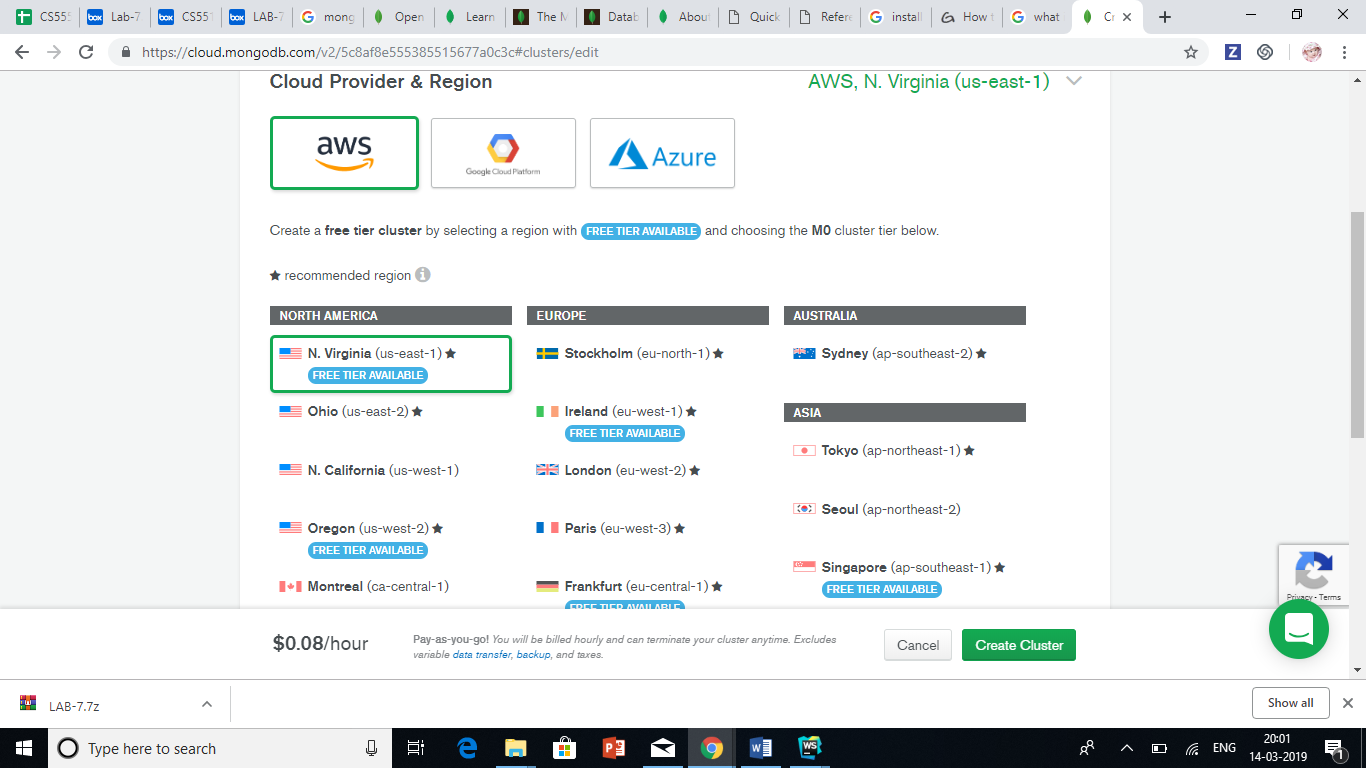 CS555
Lab-7
CS551
LAB-7
mong
Open
Learn
The M
Datab
About
Quick
Refere
install
How t
what
Cr
https://cloud.mongodb.com/v2/5c8af8e555385515677a0c3c#clusters/edit
Cloud Provider & Region
AWS, N. Virginia (us-east-1)
aws
Google Cloud Platform
Azure
Create a free tier cluster by selecting a region with FREE TIER AVAILABLE and choosing the M0 cluster tier below.
★ recommended region i
NORTH AMERICA
N. Virginia (us-east-1) ★
FREE TIER AVAILABLE
Ohio (us-east-2) ★
N. California (us-west-1)
Oregon (us-west-2) ★
FREE TIER AVAILABLE
Montreal (ca-central-1)
EUROPE
Stockholm (eu-north-1) ★
Ireland (eu-west-1) ★
FREE TIER AVAILABLE
London (eu-west-2) ★
Paris (eu-west-3) ★
Frankfurt (eu-central-1) ★
FREE TIER AVAILABLE
AUSTRALIA
Sydney (ap-southeast-2) ★
ASIA
Tokyo (ap-northeast-1) ★
Seoul (ap-northeast-2)
Singapore (ap-southeast-1) ★
FREE TIER AVAILABLE
Privacy - Terms
$0.08/hour
Pay-as-you-go! You will be billed hourly and can terminate your cluster anytime. Excludes
variable data transfer, backup, and taxes.
Cancel
Create Cluster
LAB-7.7z
Show all
Type here to search
ENG
20:01
14-03-2019
1